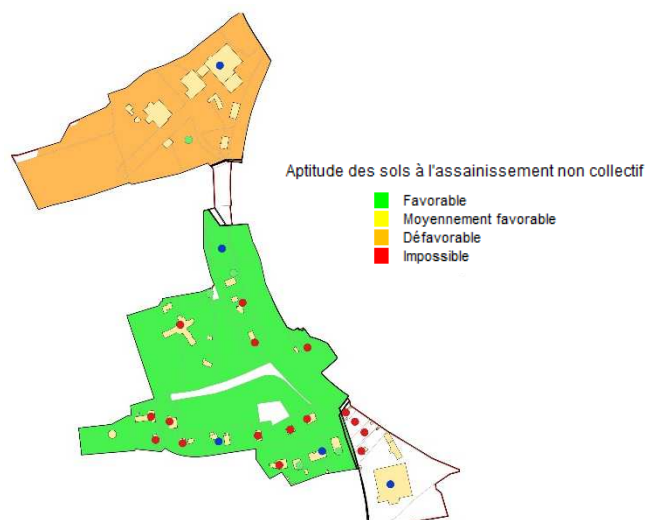 Aptitude des sols à l'assainissement non collectif
Favorable
Moyennement favorable
Défavorable
Impossible